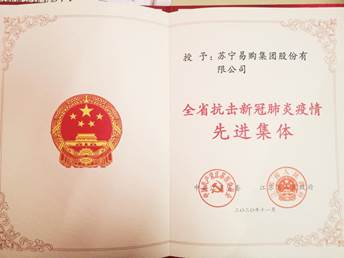 授 予：苏宁易购集团股份有
限公司
全省抗击新冠肺炎疫情
先进集体
二〇二〇年十一月